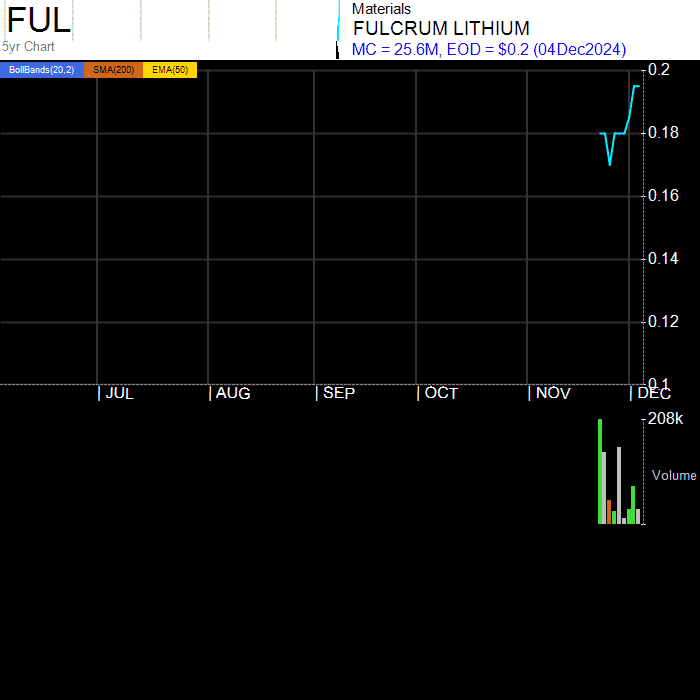 FUL
5yr Chart
Materials
FULCRUM LITHIUM
MC = 25.6M, EOD = $0.2 (04Dec2024)
BollBands(20,2) SMA(200) EMA(50)
0.2
0.18
0.16
0.14
0.12
0.1
JUL AUG SEP OCT NOV DEC
208k
Volume